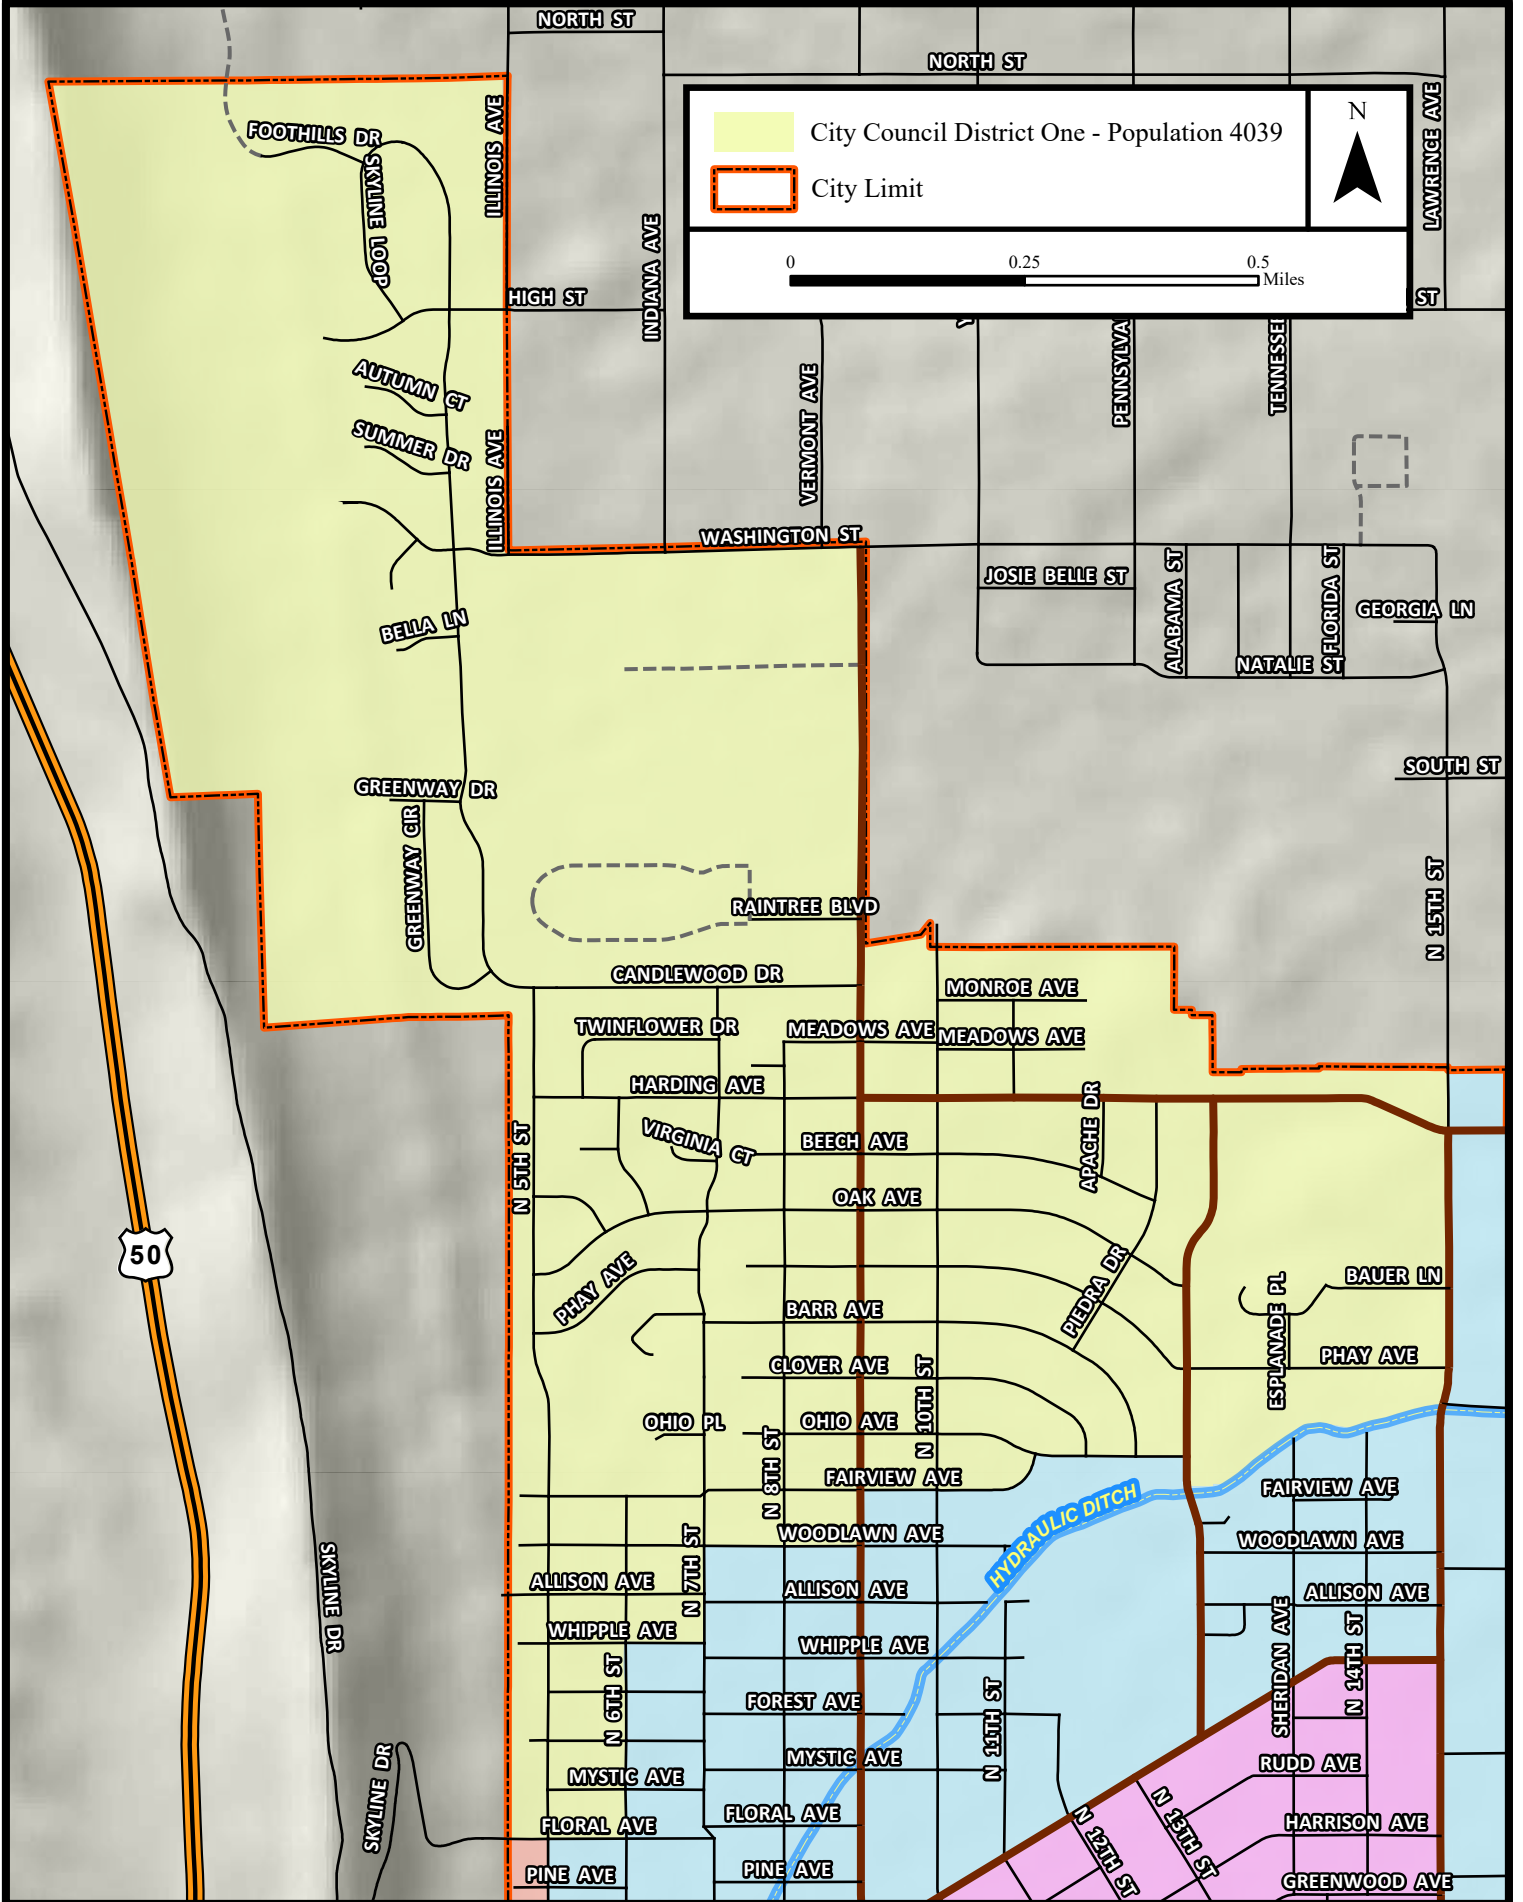 NORTH ST
NORTH ST
FOOTHILLS DR
ILLINOIS AVE
SKYLINE LOOP
INDIANA AVE
HIGH ST
City Council District One - Population 4039
City Limit
N
0
0.25
0.5
Miles
LAWRENCE AVE
ST
AUTUMN CT
SUMMER DR
ILLINOIS AVE
VERMONT AVE
PENNSYLVA
TENNESSEE
WASHINGTON ST
JOSIE BELLE ST
ALABAMA ST
FLORIDA ST
GEORGIA LN
NATALIE ST
BELLA LN
SOUTH ST
GREENWAY DR
GREENWAY CIR
RAINTREE BLVD
N 15TH ST
CANDLEWOOD DR
MONROE AVE
TWINFLOWER DR
MEADOWS AVE
MEADOWS AVE
HARDING AVE
APACHE DR
N 5TH ST
VIRGINIA CT
BEECH AVE
OAK AVE
50
PHAY AVE
PIEDRA DR
BAUER LN
ESPLANADE PL
BARR AVE
PHAY AVE
CLOVER AVE
N 10TH ST
OHIO PL
OHIO AVE
N 8TH ST
FAIRVIEW AVE
HYDRAULIC DITCH
FAIRVIEW AVE
WOODLAWN AVE
WOODLAWN AVE
N 7TH ST
SKYLINE DR
ALLISON AVE
ALLISON AVE
ALLISON AVE
WHIPPLE AVE
WHIPPLE AVE
SHERIDAN AVE
N 14TH ST
N 6TH ST
FOREST AVE
N 11TH ST
MYSTIC AVE
MYSTIC AVE
RUDD AVE
SKYLINE DR
FLORAL AVE
FLORAL AVE
N 12TH ST
N 13TH ST
HARRISON AVE
PINE AVE
PINE AVE
GREENWOOD AVE